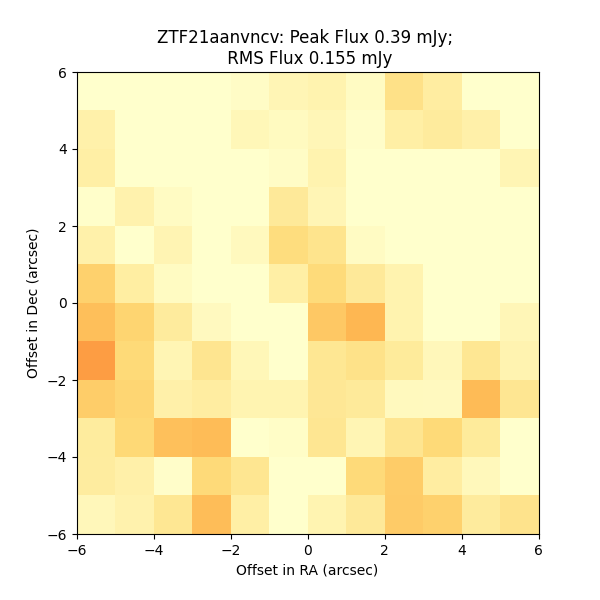 ZTF21aanvncv: Peak Flux 0.39 mJy;
RMS Flux 0.155 mJy
6
4
2
0
−2
−4
−6
Offset in Dec (arcsec)
−6 −4 −2 0 2 4 6
Offset in RA (arcsec)